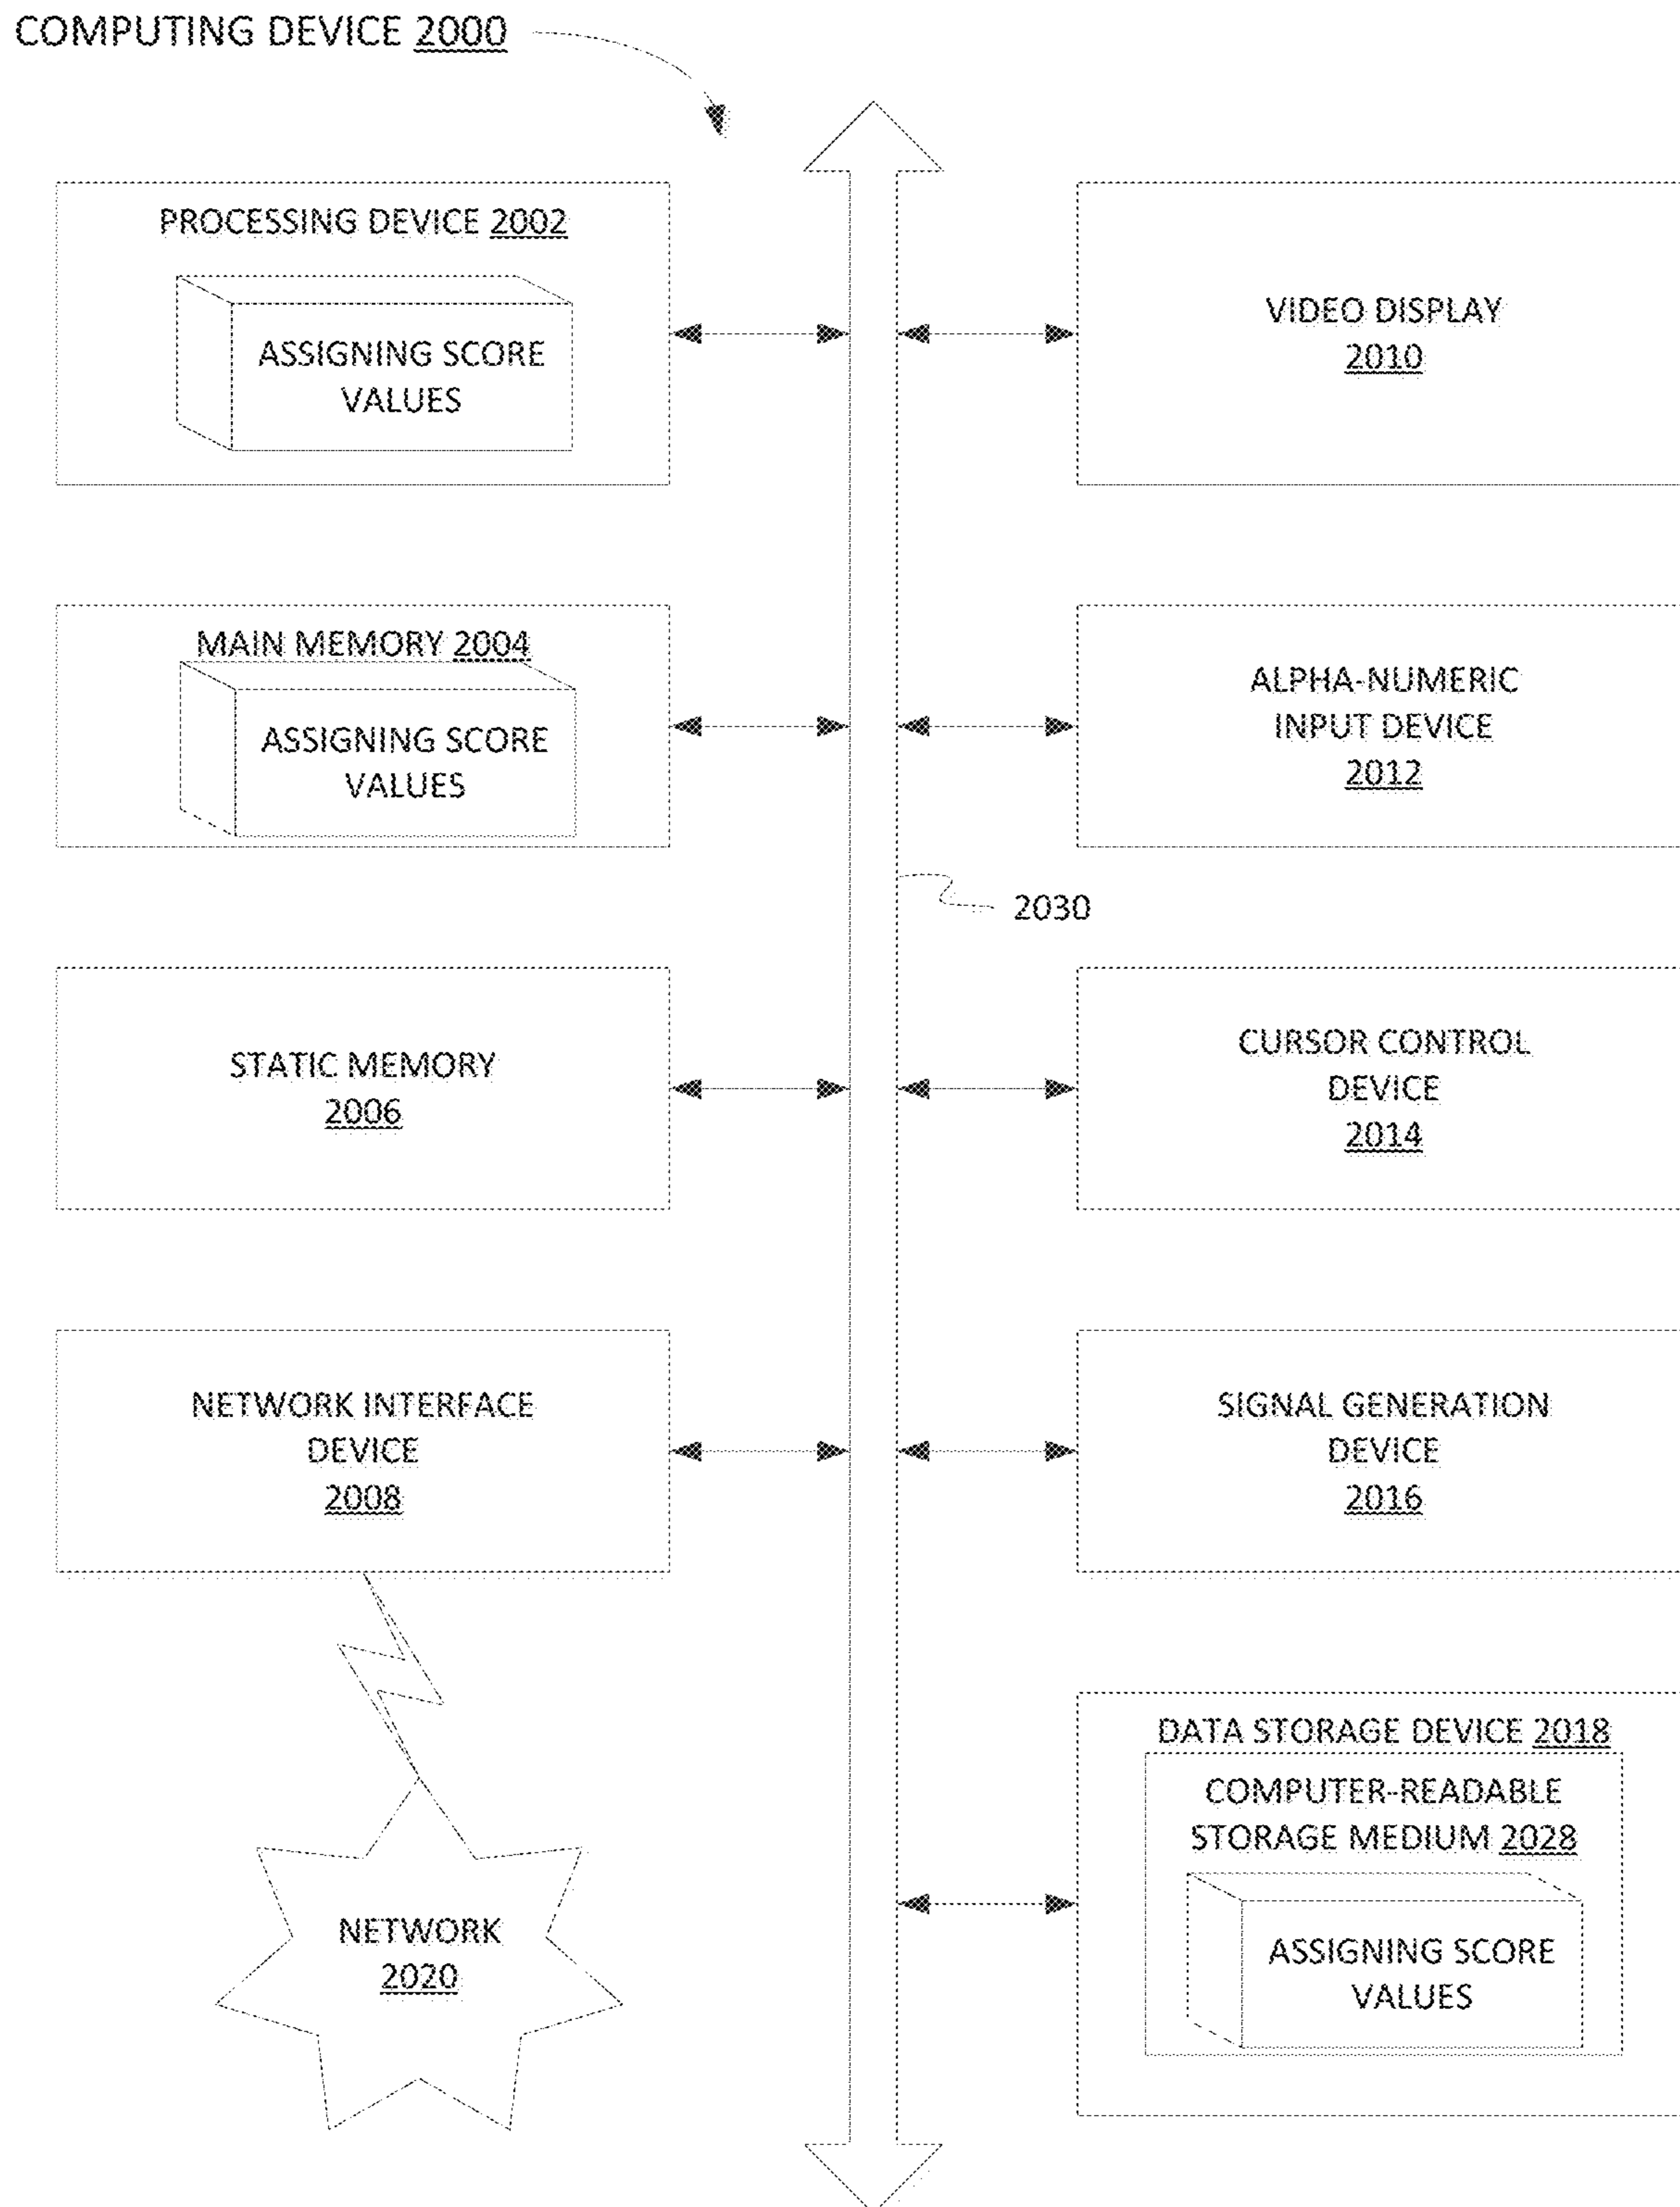 COMPUTING DEVICE 2000
PROCESSING DEVICE 2002
ASSIGNING SCORE
VALUES
VIDEO DISPLAY
2010
MAIN MEMORY 2004
ASSIGNING SCORE
VALUES
ALPHA-NUMERIC
INPUT DEVICE
2012
2030
STATIC MEMORY
2006
CURSOR CONTROL
DEVICE
2014
NETWORK INTERFACE
DEVICE
2008
SIGNAL GENERATION
DEVICE
2016
DATA STORAGE DEVICE 2018
COMPUTER-READABLE
STORAGE MEDIUM 2028
ASSIGNING SCORE
VALUES
NETWORK
2020